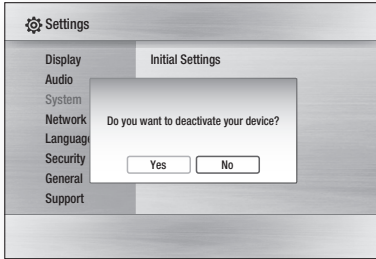 Settings
Display
Initial Settings
Audio
System
Network
Do you want to deactivate your device?
Language
Security
Yes
No
General
Support